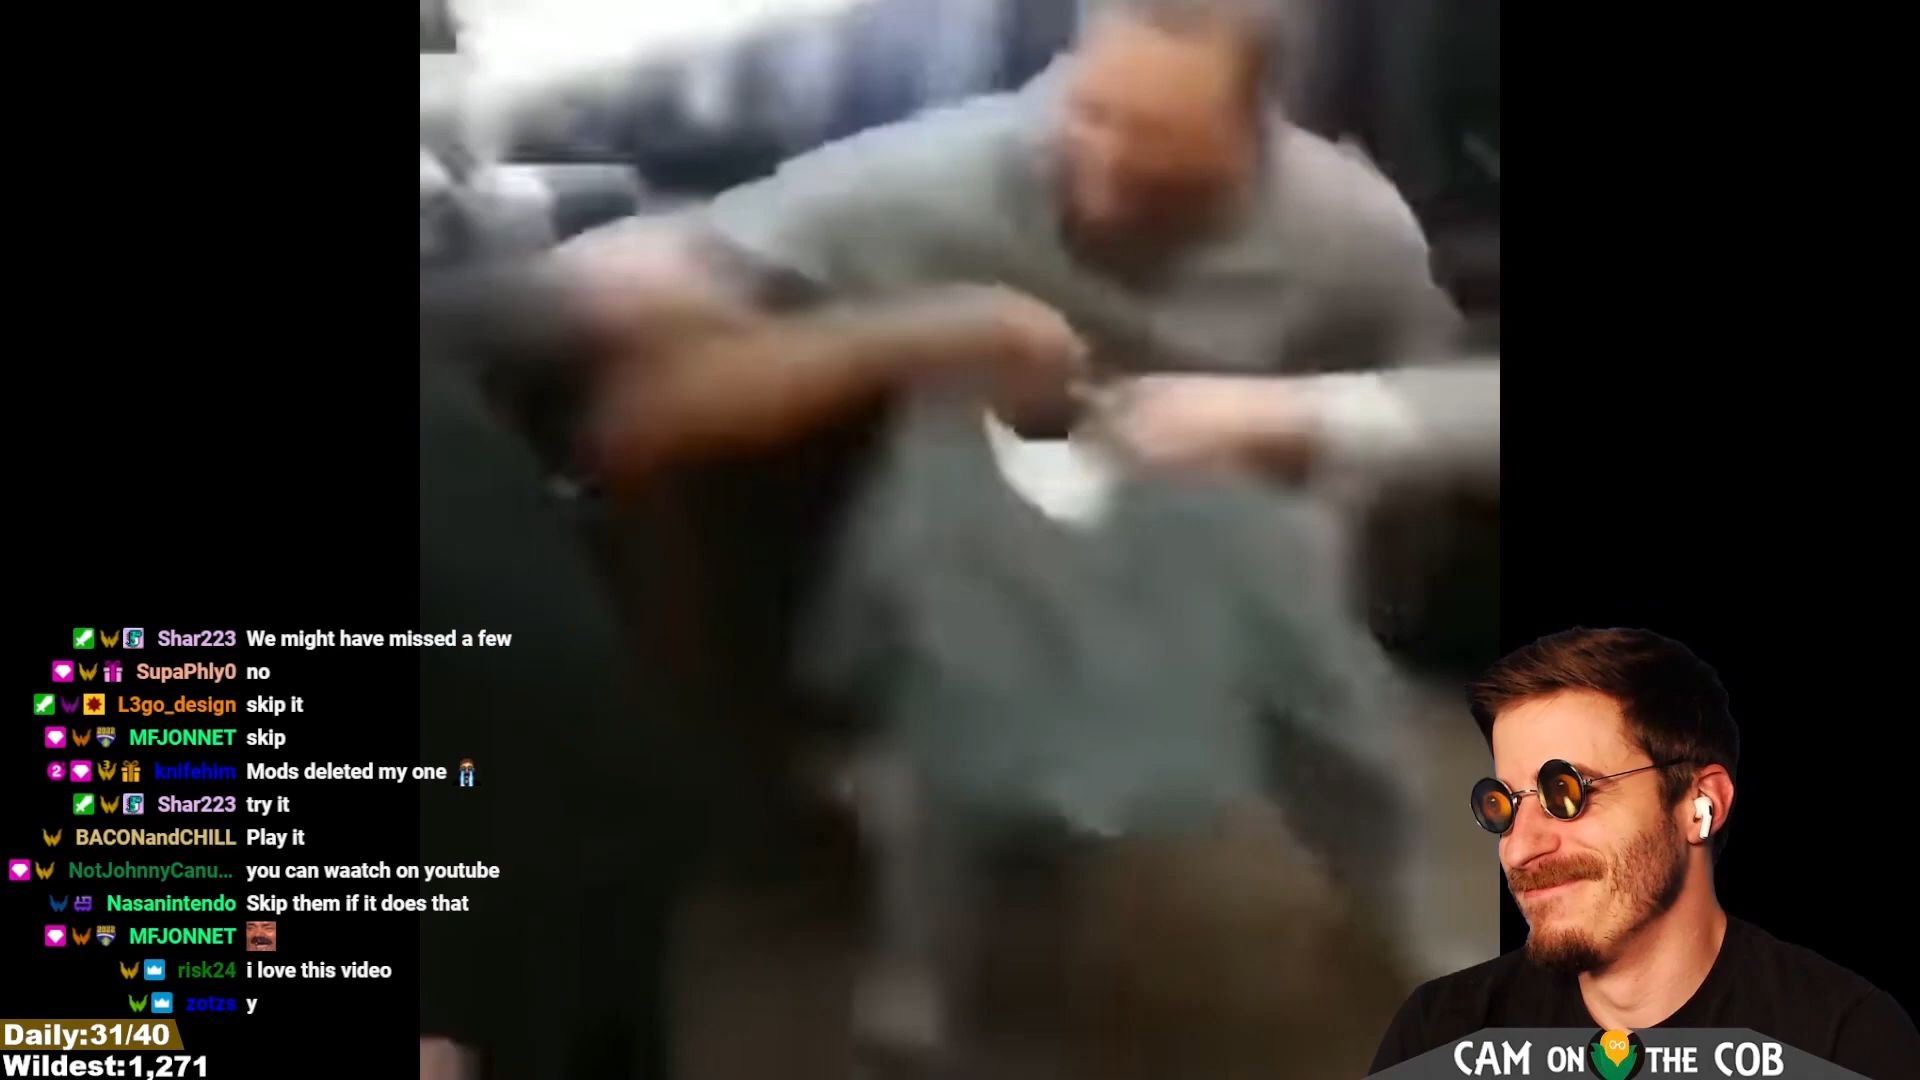 Shar223 We might have missed a few
SupaPhly0 no
L3go_design skip it
MFJONNET skip
2 3 knifehim Mods deleted my one
Shar223 try it
BACONandCHILL Play it
NotJohnnyCanu... you can waatch on youtube
Nasanintendo Skip them if it does that
MFJONNET
risk24 i love this video
zotzs y
Daily:31/40
Wildest:1,271
CAM ON THE COB